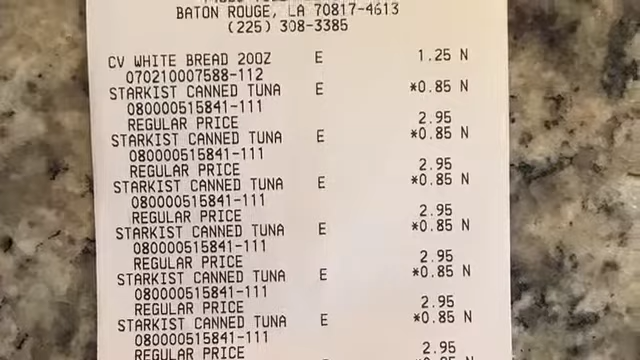 BATON ROUGE, LA 70817-4613
(225) 308-3385
CV WHITE BREAD 20OZ E 1.25 N
070210007588-112
STARKIST CANNED TUNA E *0.85 N
080000515841-111
REGULAR PRICE 2.95
STARKIST CANNED TUNA E *0.85 N
080000515841-111
REGULAR PRICE 2.95
STARKIST CANNED TUNA E *0.85 N
080000515841-111
REGULAR PRICE 2.95
STARKIST CANNED TUNA E *0.85 N
080000515841-111
REGULAR PRICE 2.95
STARKIST CANNED TUNA E *0.85 N
080000515841-111
REGULAR PRICE 2.95
STARKIST CANNED TUNA E *0.85 N
080000515841-111
REGULAR PRICE 2.95